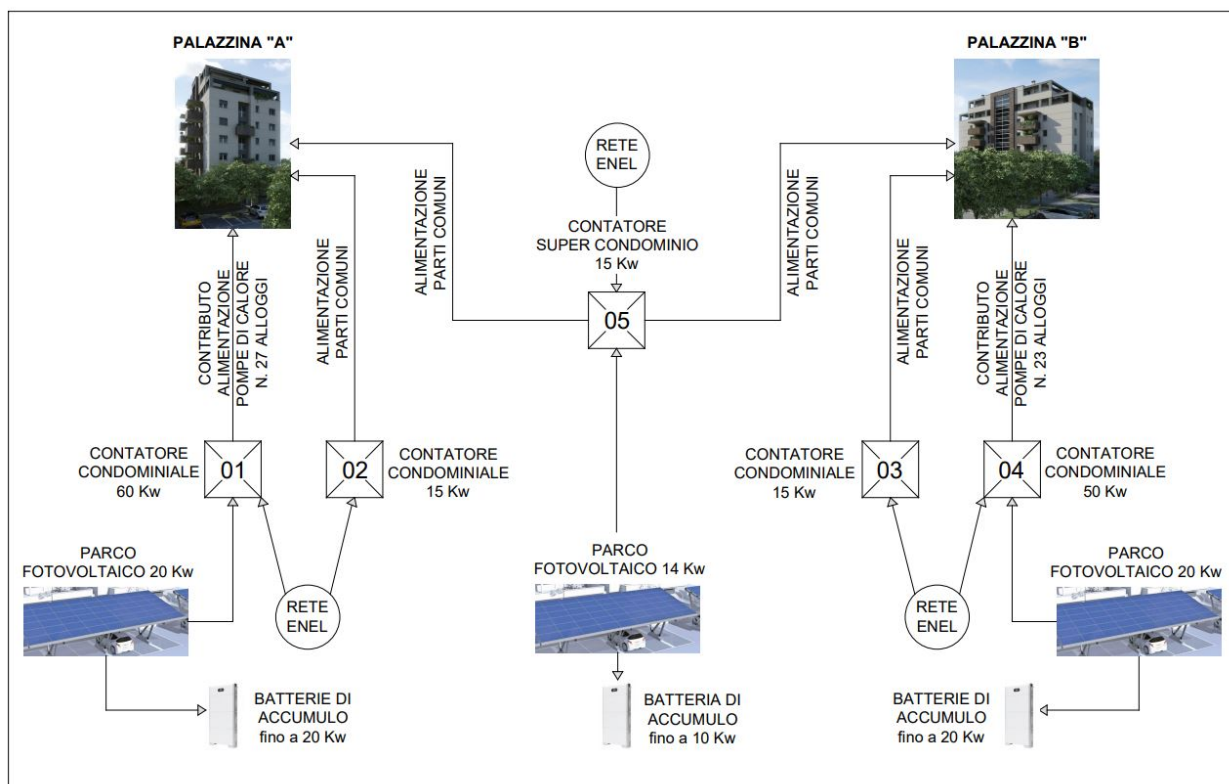 PALAZZINA "A"
PALAZZINA "B"
RETE
ENEL
CONTATORE
SUPER CONDOMINIO
15 Kw
05
ALIMENTAZIONE
PARTI COMUNI
ALIMENTAZIONE
PARTI COMUNI
CONTRIBUTO
ALIMENTAZIONE
POMPE DI CALORE
N. 27 ALLOGGI
ALIMENTAZIONE
PARTI COMUNI
ALIMENTAZIONE
PARTI COMUNI
CONTRIBUTO
ALIMENTAZIONE
POMPE DI CALORE
N. 23 ALLOGGI
CONTATORE
CONDOMINIALE
60 Kw
01
02
CONTATORE
CONDOMINIALE
15 Kw
CONTATORE
CONDOMINIALE
15 Kw
03
04
CONTATORE
CONDOMINIALE
50 Kw
PARCO
FOTOVOLTAICO 20 Kw
RETE
ENEL
PARCO
FOTOVOLTAICO 14 Kw
RETE
ENEL
PARCO
FOTOVOLTAICO 20 Kw
BATTERIE DI
ACCUMULO
fino a 20 Kw
BATTERIA DI
ACCUMULO
fino a 10 Kw
BATTERIE DI
ACCUMULO
fino a 20 Kw